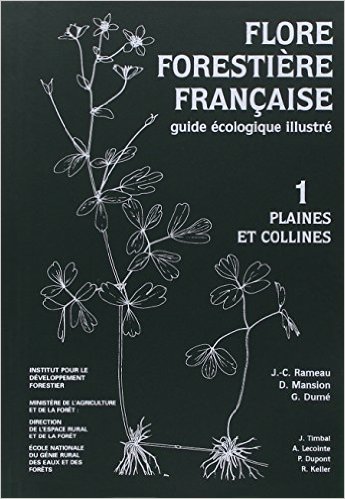 FLORE
FORESTIÈRE
FRANÇAISE
guide écologique illustré
1
PLAINES
ET COLLINES
J.-C. Rameau
D. Mansion
G. Dumé
INSTITUT POUR LE
DÉVELOPPEMENT
FORESTIER
MINISTÈRE DE L'AGRICULTURE
ET DE LA FORÊT :
DIRECTION
DE L'ESPACE RURAL
ET DE LA FORÊT
ÉCOLE NATIONALE
DU GÉNIE RURAL
DES EAUX ET DES
FORÊTS
J. Timbal
A. Lecointe
P. Dupont
R. Keller